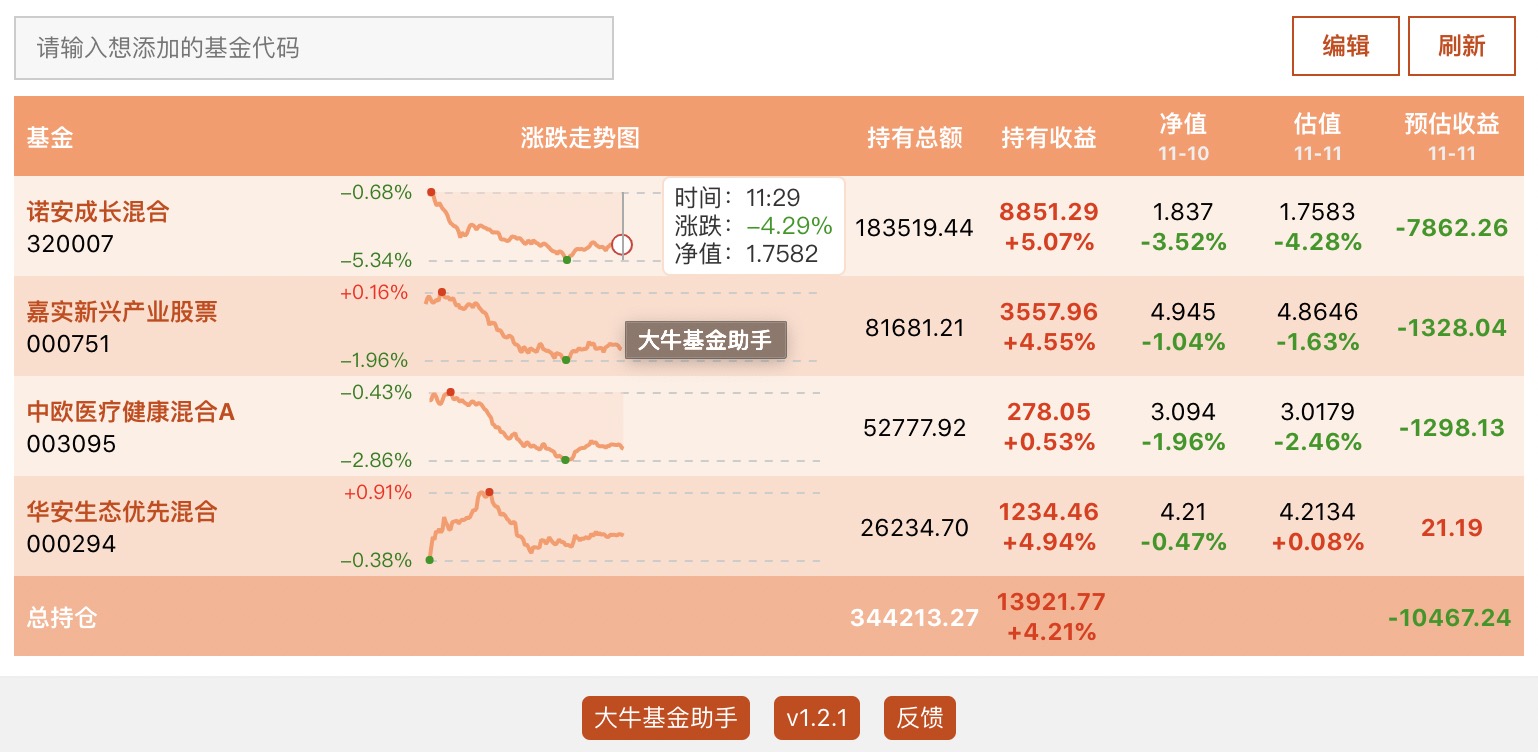 请输入想添加的基金代码
编辑
刷新
基金
涨跌走势图
持有总额
持有收益
净值
11-10
估值
11-11
预估收益
11-11
诺安成长混合
320007
−0.68%
−5.34%
时间：11:29
涨跌：−4.29%
净值：1.7582
183519.44
8851.29
+5.07%
1.837
-3.52%
1.7583
-4.28%
-7862.26
嘉实新兴产业股票
000751
+0.16%
−1.96%
大牛基金助手
81681.21
3557.96
+4.55%
4.945
-1.04%
4.8646
-1.63%
-1328.04
中欧医疗健康混合A
003095
−0.43%
−2.86%
52777.92
278.05
+0.53%
3.094
-1.96%
3.0179
-2.46%
-1298.13
华安生态优先混合
000294
+0.91%
−0.38%
26234.70
1234.46
+4.94%
4.21
-0.47%
4.2134
+0.08%
21.19
总持仓
344213.27
13921.77
+4.21%
-10467.24
大牛基金助手
v1.2.1
反馈